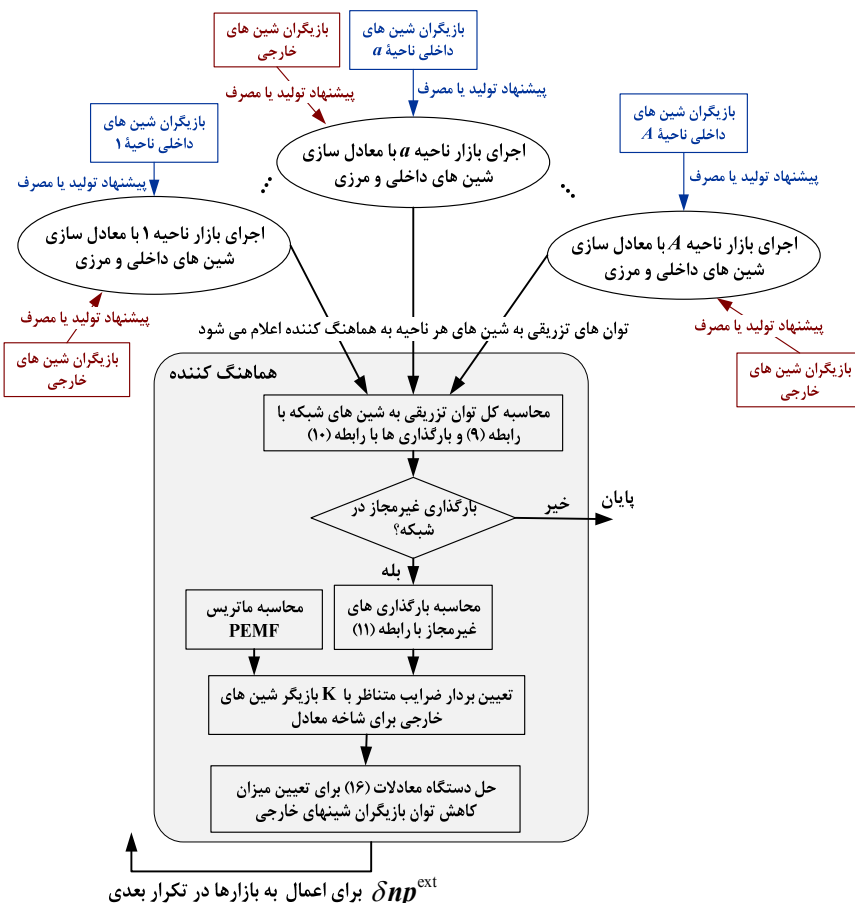 بازیگران شین های
خارجی
بازیگران شین های
داخلی ناحیۀ a
پیشنهاد تولید یا مصرف
پیشنهاد تولید یا مصرف
بازیگران شین های
داخلی ناحیۀ ۱
پیشنهاد تولید یا مصرف
بازیگران شین های
داخلی ناحیۀ A
پیشنهاد تولید یا مصرف
اجرای بازار ناحیه a با معادل سازی
شین های داخلی و مرزی
...
...
اجرای بازار ناحیه ۱ با معادل سازی
شین های داخلی و مرزی
اجرای بازار ناحیه A با معادل سازی
شین های داخلی و مرزی
پیشنهاد تولید یا مصرف
بازیگران شین های
خارجی
پیشنهاد تولید یا مصرف
بازیگران شین های
خارجی
توان های تزریقی به شین های هر ناحیه به هماهنگ کننده اعلام می شود
هماهنگ کننده
محاسبه کل توان تزریقی به شین های شبکه با
رابطه (۹) و بارگذاری ها با رابطه (۱۰)
بارگذاری غیرمجاز در
شبکه؟
خیر
پایان
بله
محاسبه بارگذاری های
غیرمجاز با رابطه (۱۱)
محاسبه ماتریس
PEMF
تعیین بردار ضرایب متناظر با K بازیگر شین های
خارجی برای شاخه معادل
حل دستگاه معادلات (۱۶) برای تعیین میزان
کاهش توان بازیگران شینهای خارجی
δnp^ext برای اعمال به بازارها در تکرار بعدی